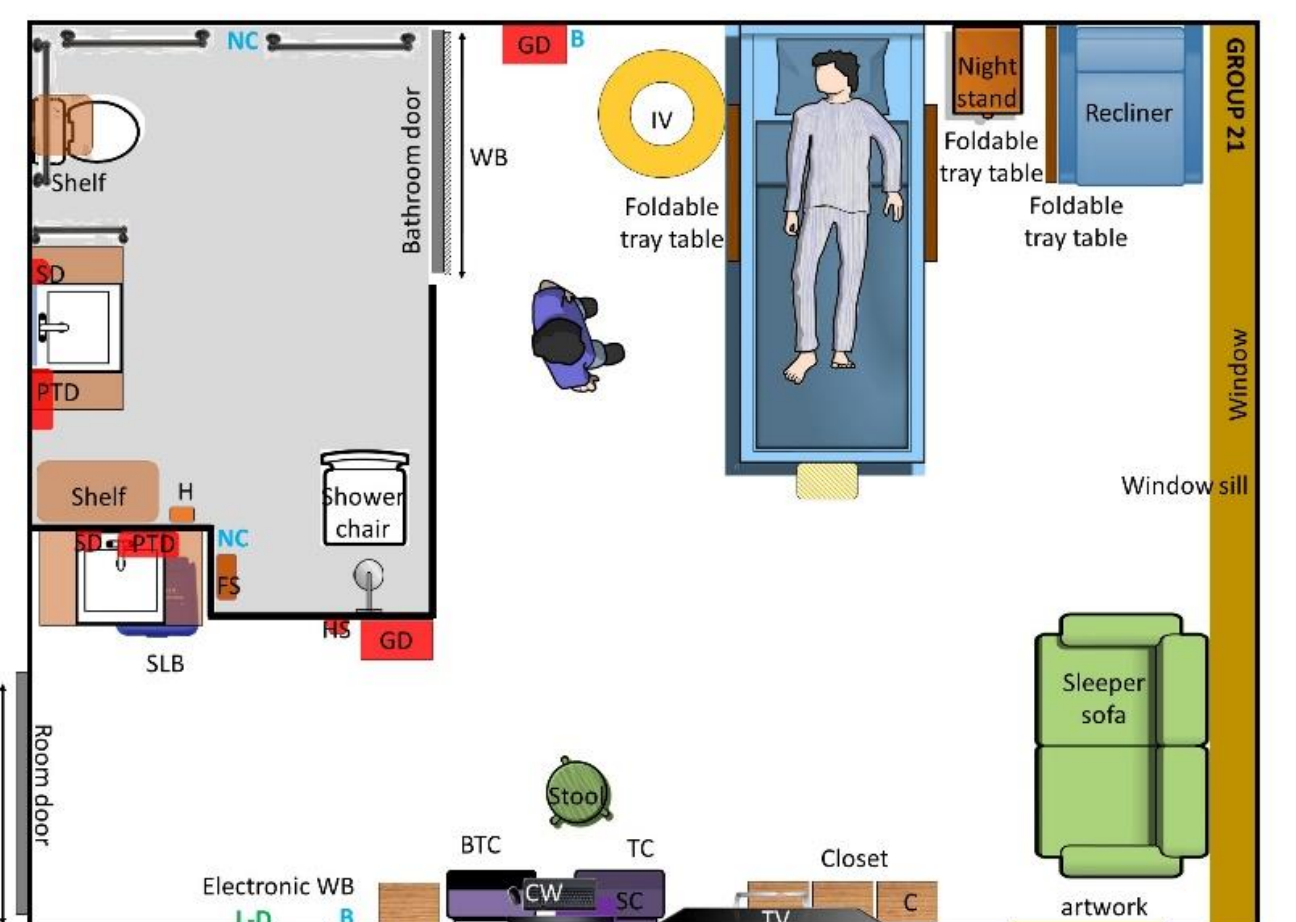 NC
GD B
IV
Night
stand
Recliner
GROUP 21
Foldable
tray table
Foldable
tray table
Foldable
tray table
Bathroom door
WB
Shelf
SD
PTD
Window
Window sill
Shelf
H
Shower
chair
NC
SD PTD
FS
HS
GD
SLB
Room door
Sleeper
sofa
Stool
BTC
TC
CW
SC
Closet
C
TV
artwork
Electronic WB
L-D
B